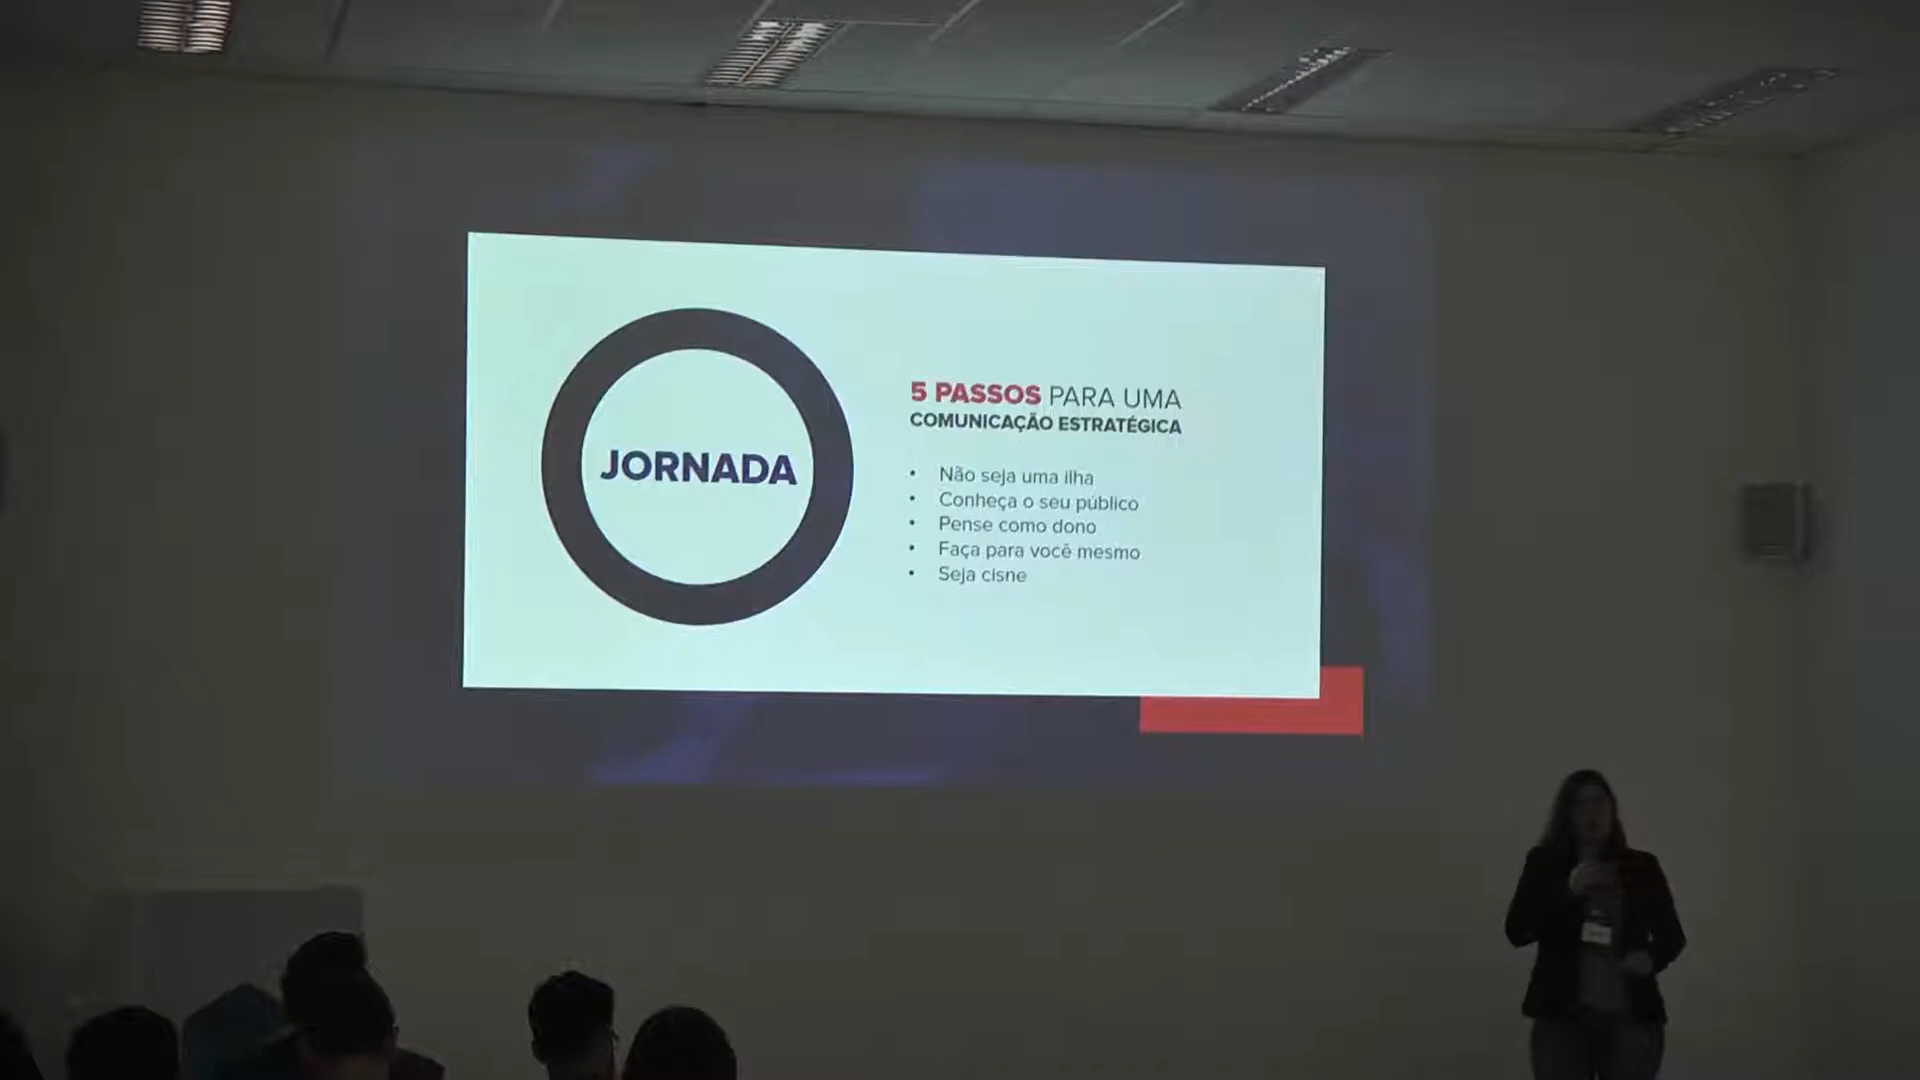 JORNADA
5 PASSOS PARA UMA
COMUNICAÇÃO ESTRATÉGICA
• Não seja uma ilha
• Conheça o seu público
• Pense como dono
• Faça para você mesmo
• Seja cisne